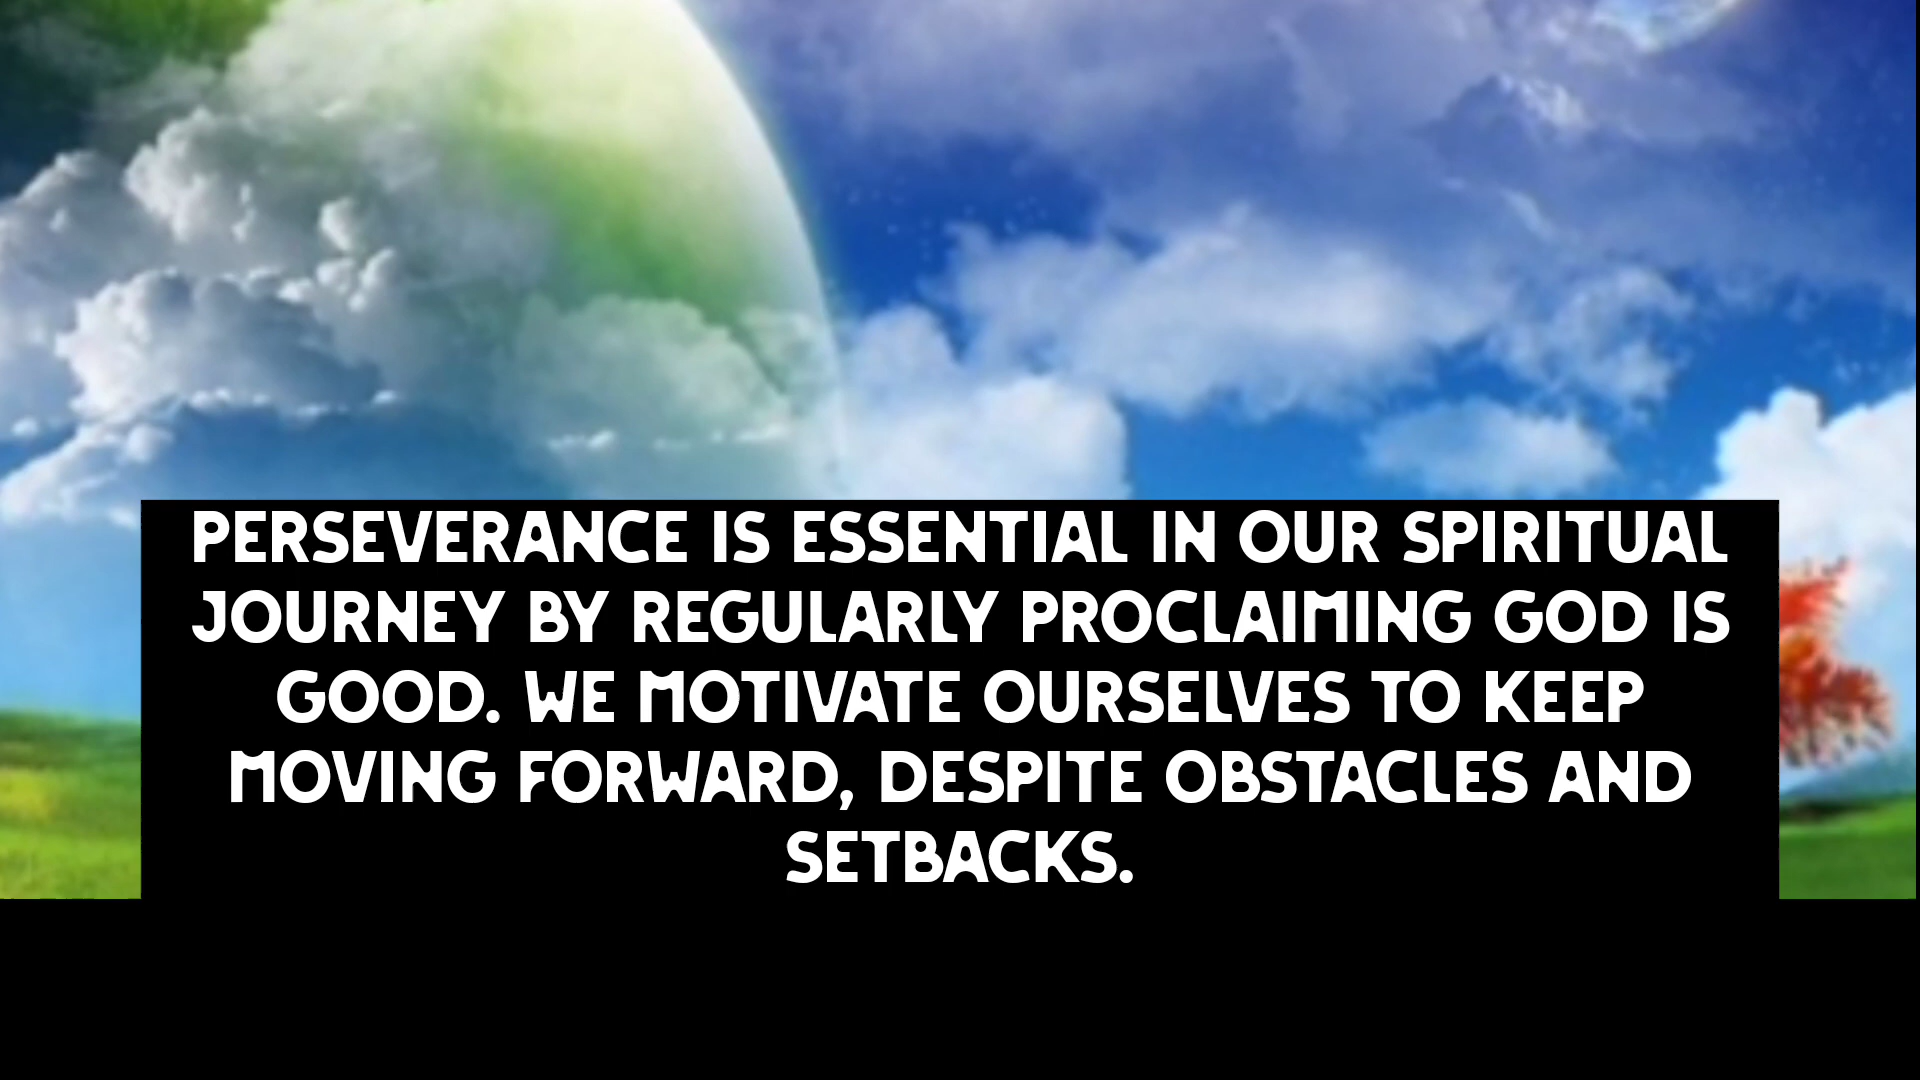 PERSEVERANCE IS ESSENTIAL IN OUR SPIRITUAL
JOURNEY BY REGULARLY PROCLAIMING GOD IS
GOOD. WE MOTIVATE OURSELVES TO KEEP
MOVING FORWARD, DESPITE OBSTACLES AND
SETBACKS.